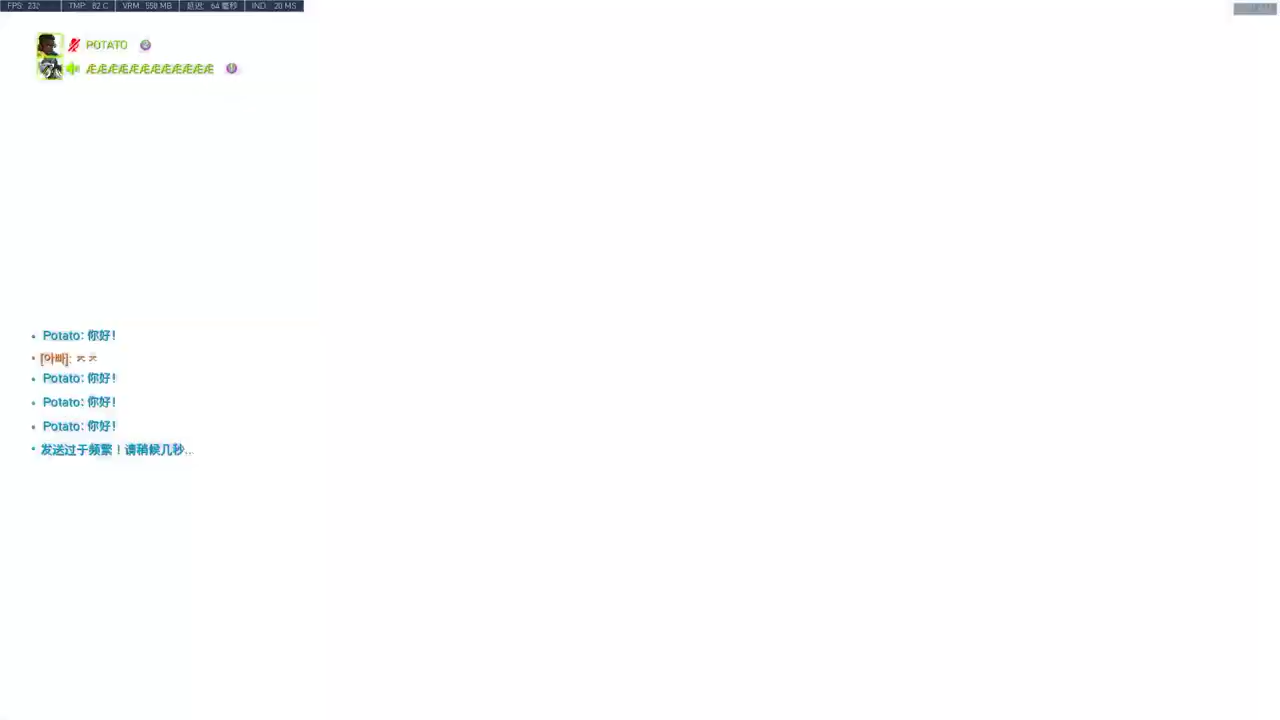 FPS: 232 TMP: 82 C VRM: 558 MB 延迟: 64 毫秒 IND: 20 MS
POTATO
ÆÆÆÆÆÆÆÆÆÆÆÆ
Potato: 你好!
[아빠]: ㅈㅈ
Potato: 你好!
Potato: 你好!
Potato: 你好!
发送过于频繁！请稍候几秒...